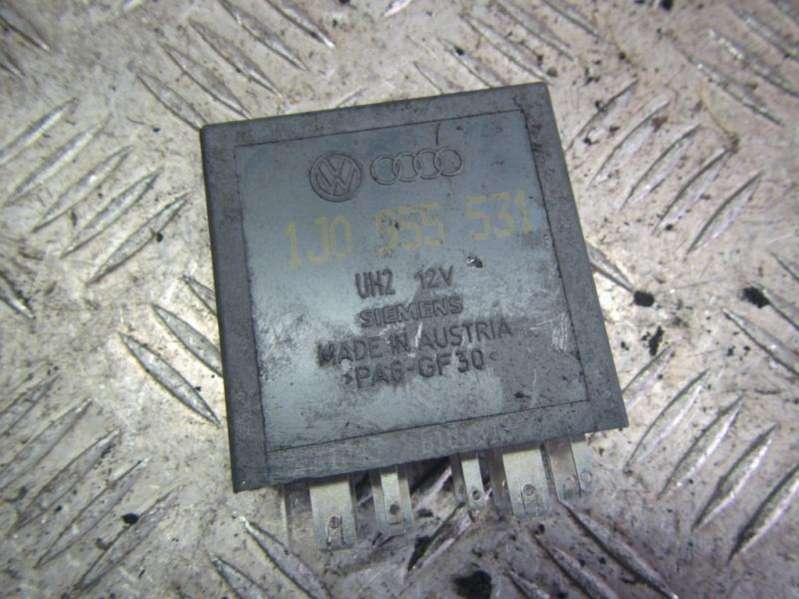 1J0 955 531
UH2 12V
SIEMENS
MADE IN AUSTRIA
>PA6-GF30<